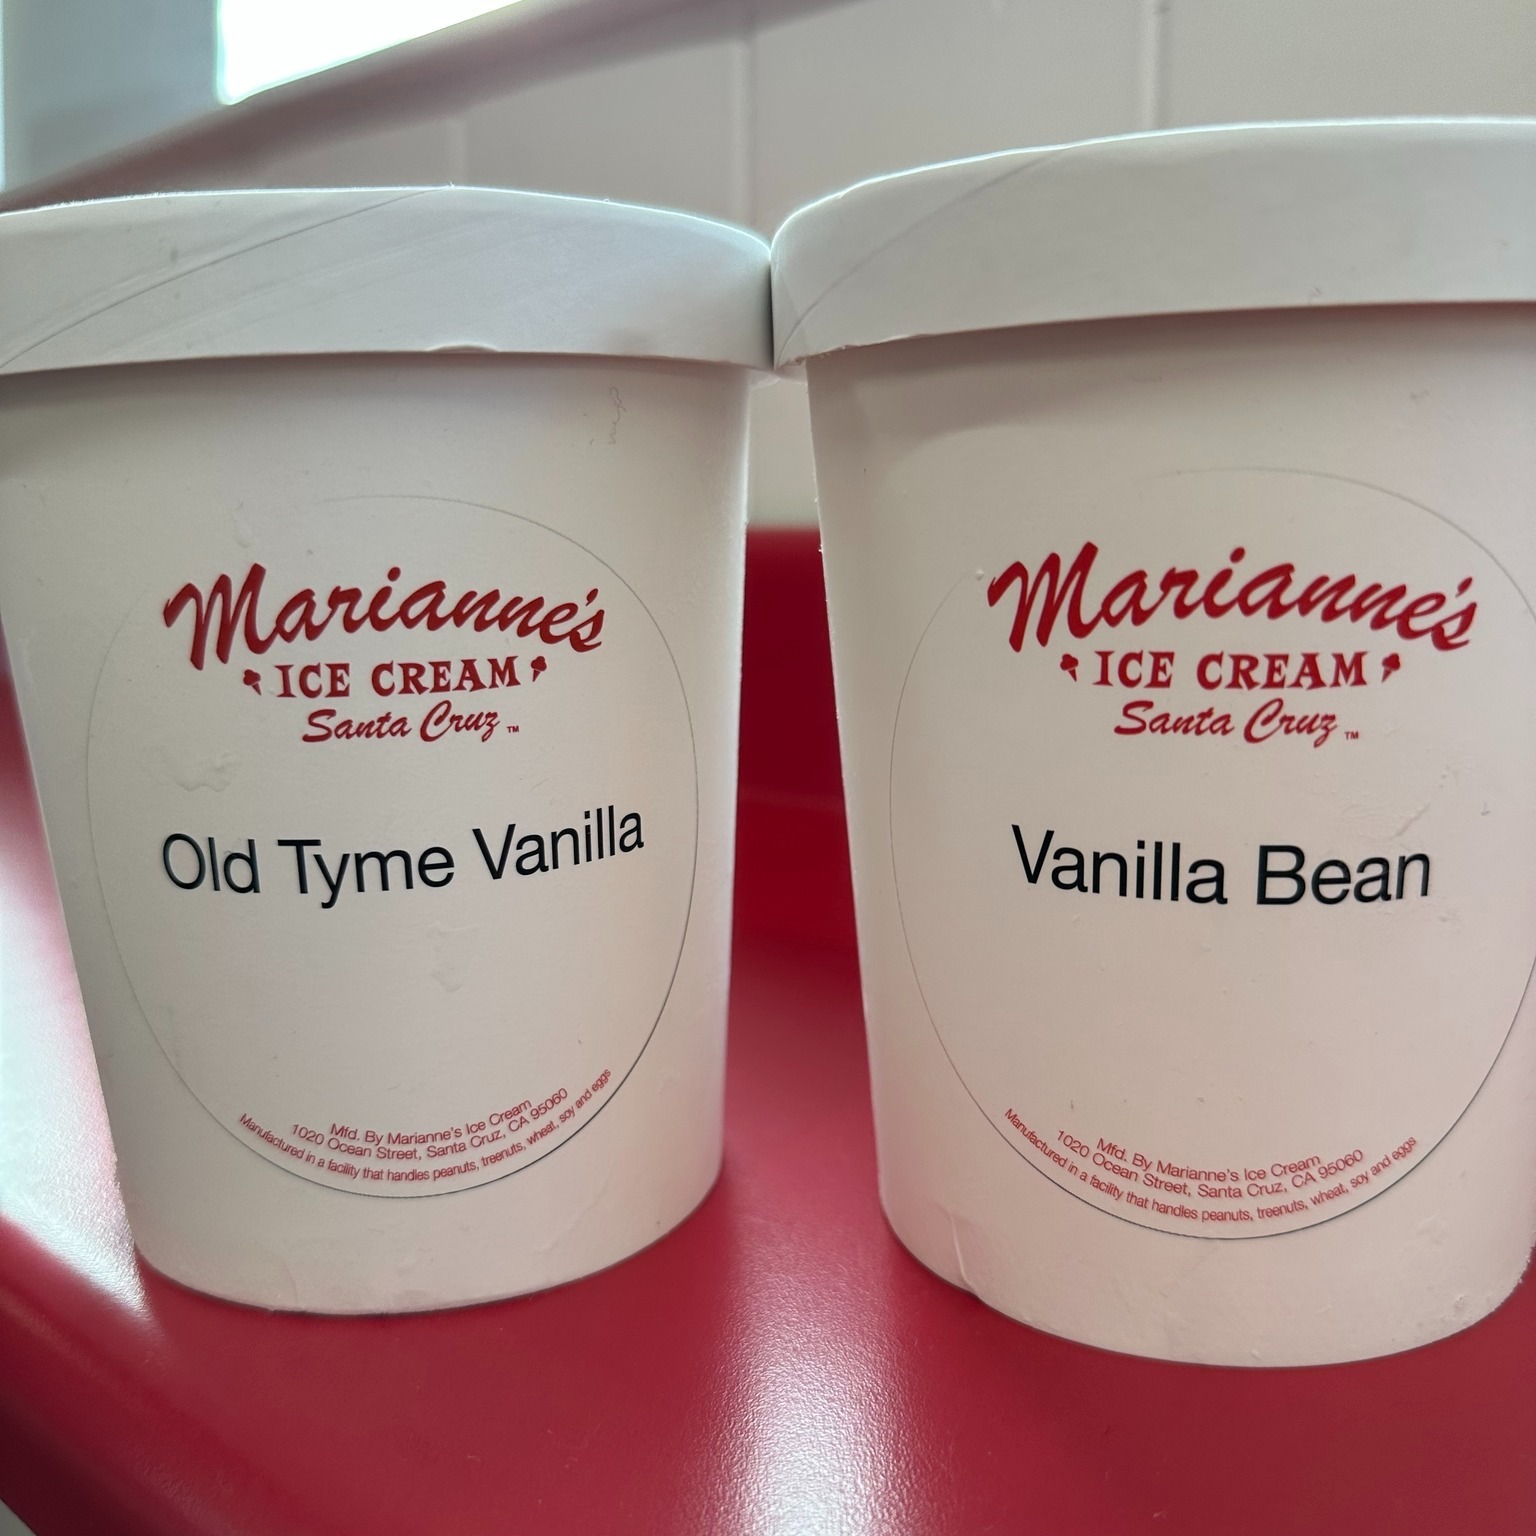 Marianne's
ICE CREAM
Santa Cruz™
Old Tyme Vanilla
Mfd. By Marianne's Ice Cream
1020 Ocean Street, Santa Cruz, CA 95060
Manufactured in a facility that handles peanuts, treenuts, wheat, soy and eggs
Marianne's
ICE CREAM
Santa Cruz™
Vanilla Bean
Mfd. By Marianne's Ice Cream
1020 Ocean Street, Santa Cruz, CA 95060
Manufactured in a facility that handles peanuts, treenuts, wheat, soy and eggs